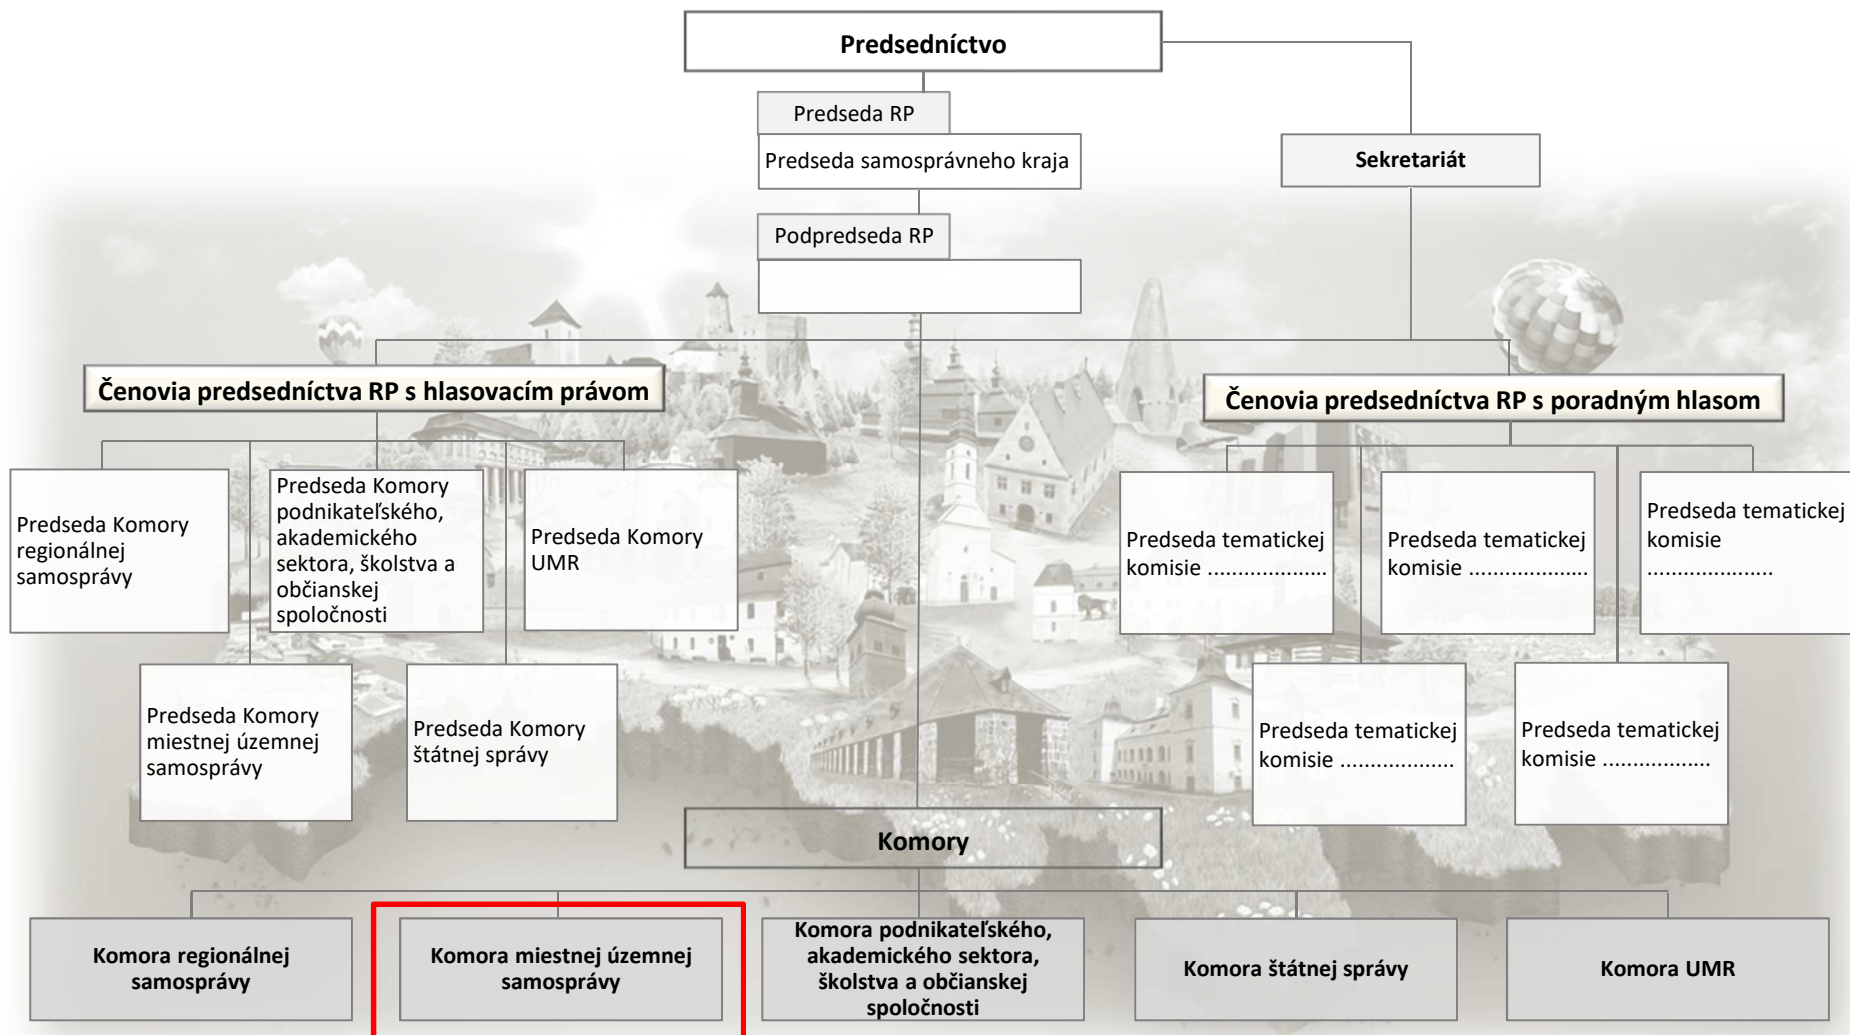 Predsedníctvo
Predseda RP
Predseda samosprávneho kraja
Sekretariát
Podpredseda RP
Čenovia predsedníctva RP s hlasovacím právom
Čenovia predsedníctva RP s poradným hlasom
Predseda Komory
regionálnej
samosprávy
Predseda Komory
podnikateľského,
akademického
sektora, školstva a
občianskej
spoločnosti
Predseda Komory
UMR
Predseda tematickej
komisie ...................
Predseda tematickej
komisie ...................
Predseda tematickej
komisie
.....................
Predseda Komory
miestnej územnej
samosprávy
Predseda Komory
štátnej správy
Predseda tematickej
komisie ...................
Predseda tematickej
komisie ..................
Komory
Komora regionálnej
samosprávy
Komora miestnej územnej
samosprávy
Komora podnikateľského,
akademického sektora,
školstva a občianskej
spoločnosti
Komora štátnej správy
Komora UMR